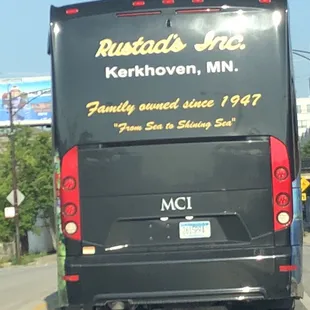 Rustad's Inc.
Kerkhoven, MN.
Family owned since 1947
"From Sea to Shining Sea"
MCI